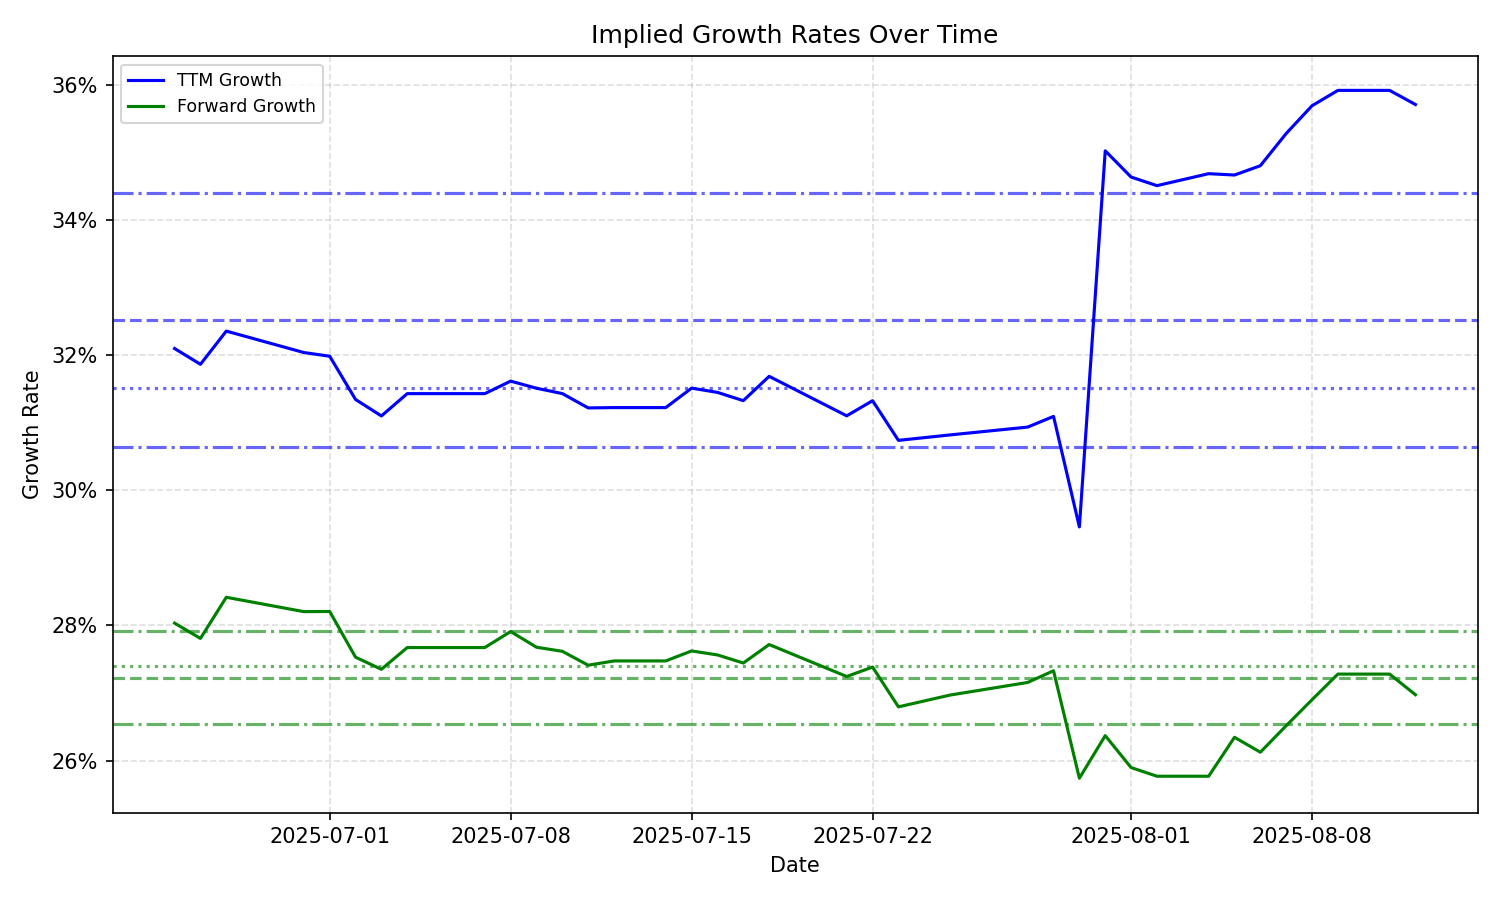 Implied Growth Rates Over Time
TTM Growth
Forward Growth
36%
34%
32%
30%
28%
26%
Growth Rate
2025-07-01
2025-07-08
2025-07-15
2025-07-22
2025-08-01
2025-08-08
Date